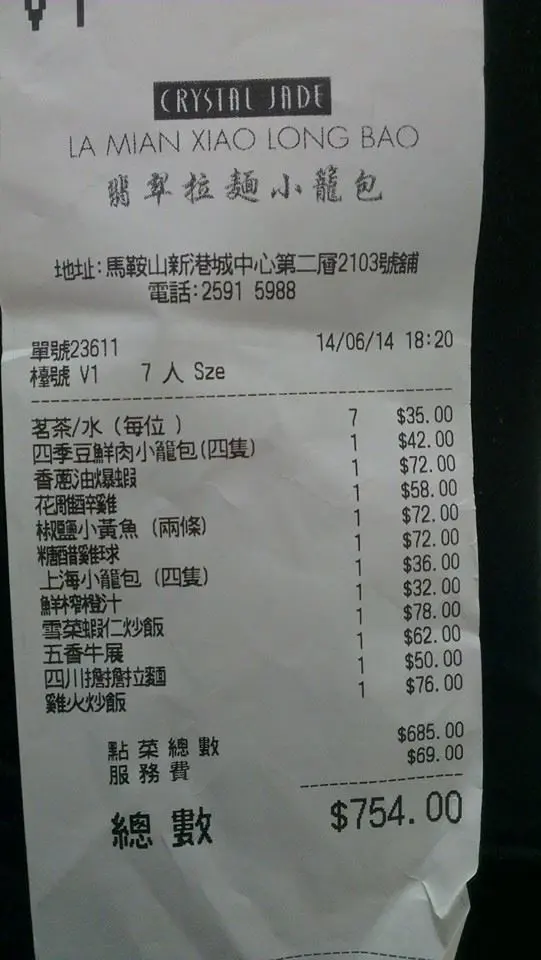 V1
CRYSTAL JADE
LA MIAN XIAO LONG BAO
翡翠拉麵小籠包
地址:馬鞍山新港城中心第二層2103號舖
電話:2591 5988
單號23611 14/06/14 18:20
檯號 V1 7 人 Sze
茗茶/水 (每位 ) 7 $35.00
四季豆鮮肉小籠包(四隻) 1 $42.00
香蔥油爆蝦 1 $72.00
花雕醉雞 1 $58.00
椒鹽小黃魚 (兩條) 1 $72.00
糖醋雞球 1 $72.00
上海小籠包 (四隻) 1 $36.00
鮮榨橙汁 1 $32.00
雪菜蝦仁炒飯 1 $78.00
五香牛展 1 $62.00
四川擔擔拉麵 1 $50.00
雞火炒飯 1 $76.00
點菜總數 $685.00
服務費 $69.00
總數 $754.00